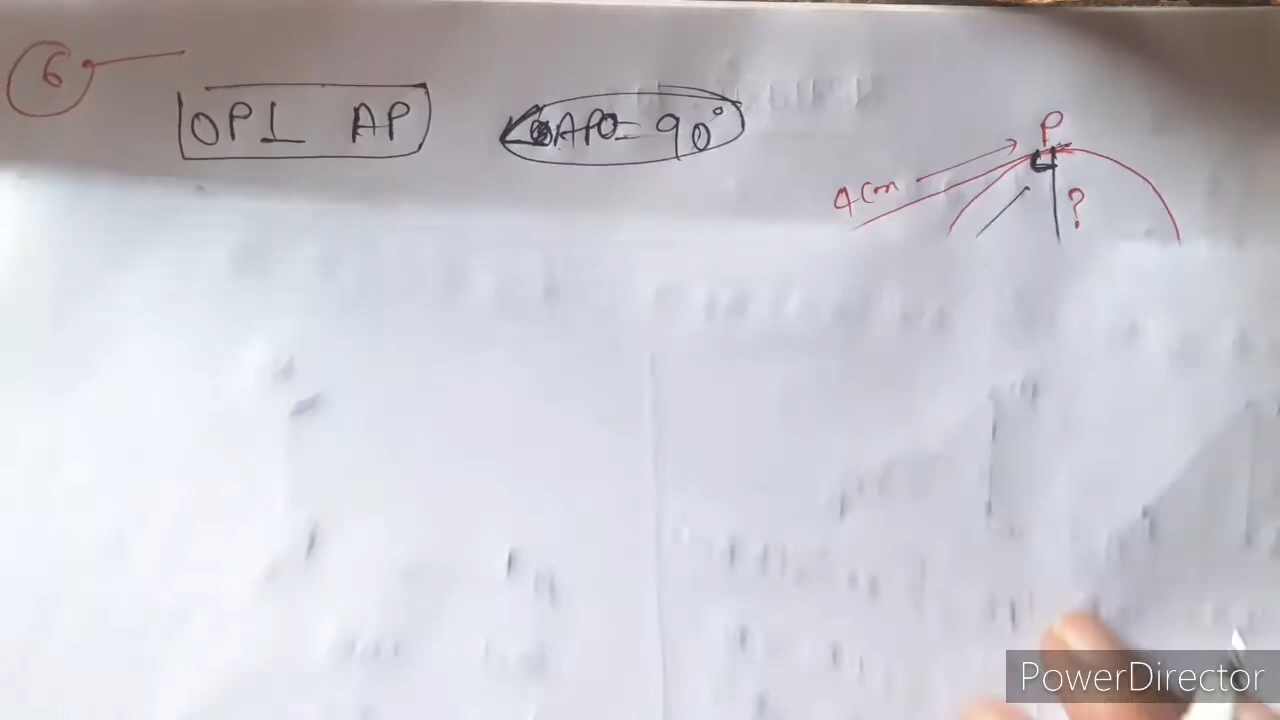 6
OP⊥ AP
∠APO = 90°
P
4cm
?
PowerDirector